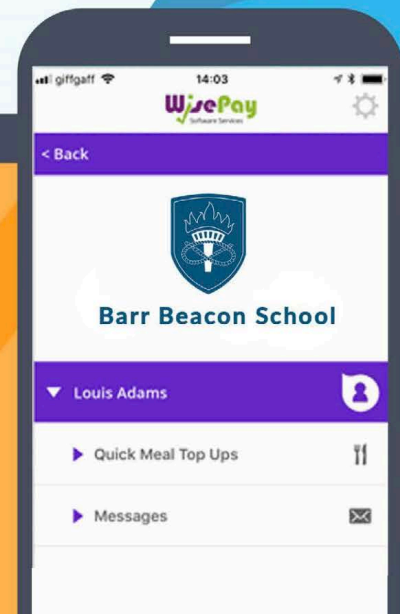 giffgaff 14:03
WisePay
Software Services
< Back
Barr Beacon School
Louis Adams
Quick Meal Top Ups
Messages